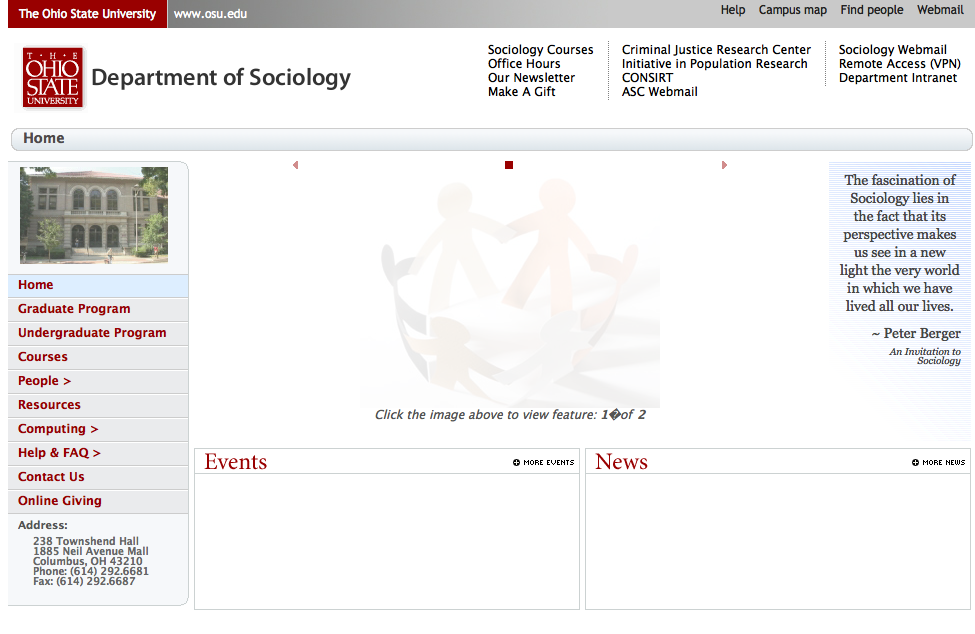 The Ohio State University
www.osu.edu
Help Campus map Find people Webmail
T·H·E
OHIO
STATE
UNIVERSITY
Department of Sociology
Sociology Courses
Office Hours
Our Newsletter
Make A Gift
Criminal Justice Research Center
Initiative in Population Research
CONSIRT
ASC Webmail
Sociology Webmail
Remote Access (VPN)
Department Intranet
Home
Home
Graduate Program
Undergraduate Program
Courses
People >
Resources
Computing >
Help & FAQ >
Contact Us
Online Giving
Address:
238 Townshend Hall
1885 Neil Avenue Mall
Columbus, OH 43210
Phone: (614) 292.6681
Fax: (614) 292.6687
Click the image above to view feature: 1�of 2
The fascination of
Sociology lies in
the fact that its
perspective makes
us see in a new
light the very world
in which we have
lived all our lives.
~ Peter Berger
An Invitation to
Sociology
Events
MORE EVENTS
News
MORE NEWS